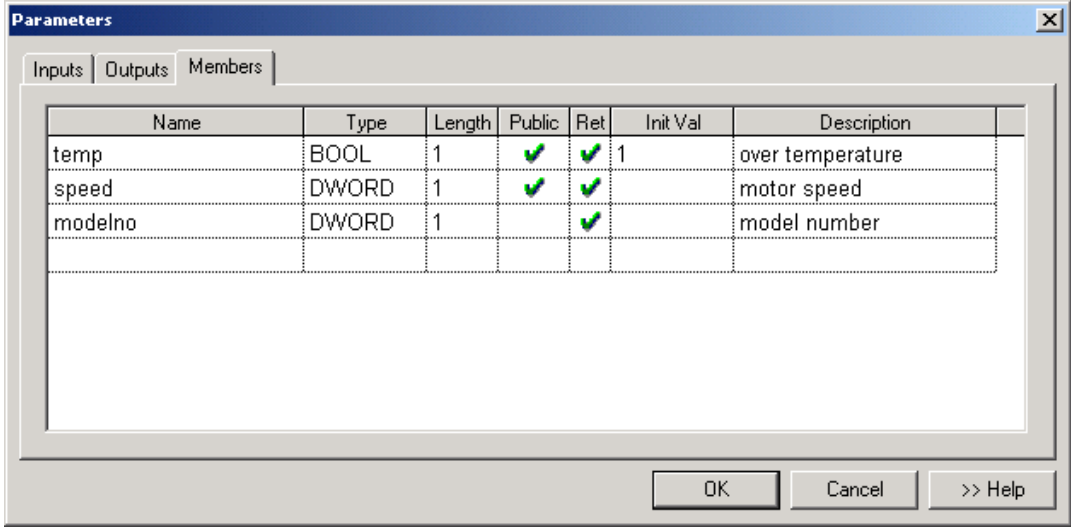 Parameters
Inputs Outputs Members
Name Type Length Public Ret Init Val Description
temp BOOL 1 1 over temperature
speed DWORD 1 motor speed
modelno DWORD 1 model number
OK Cancel >> Help